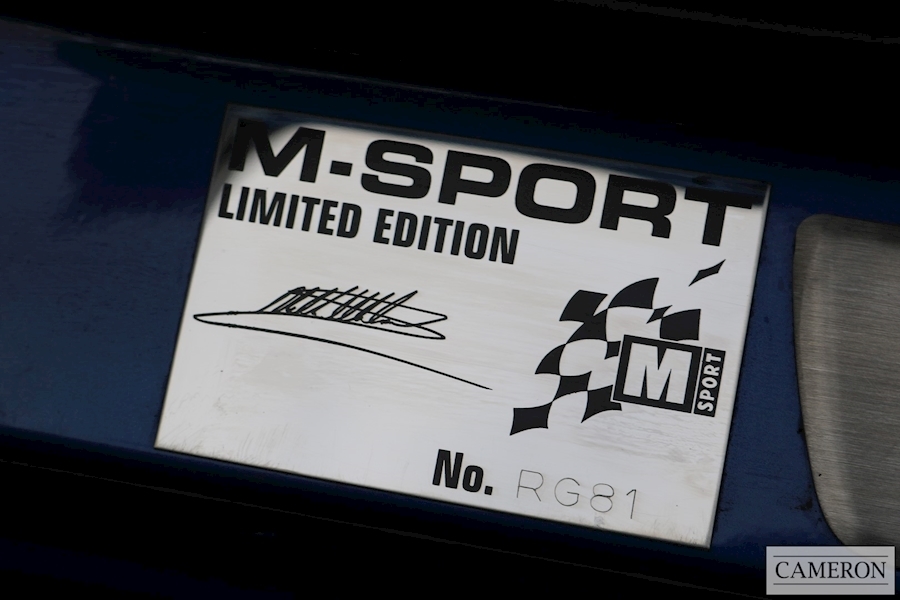 M-SPORT
LIMITED EDITION
M
SPORT
No. RG81
CAMERON